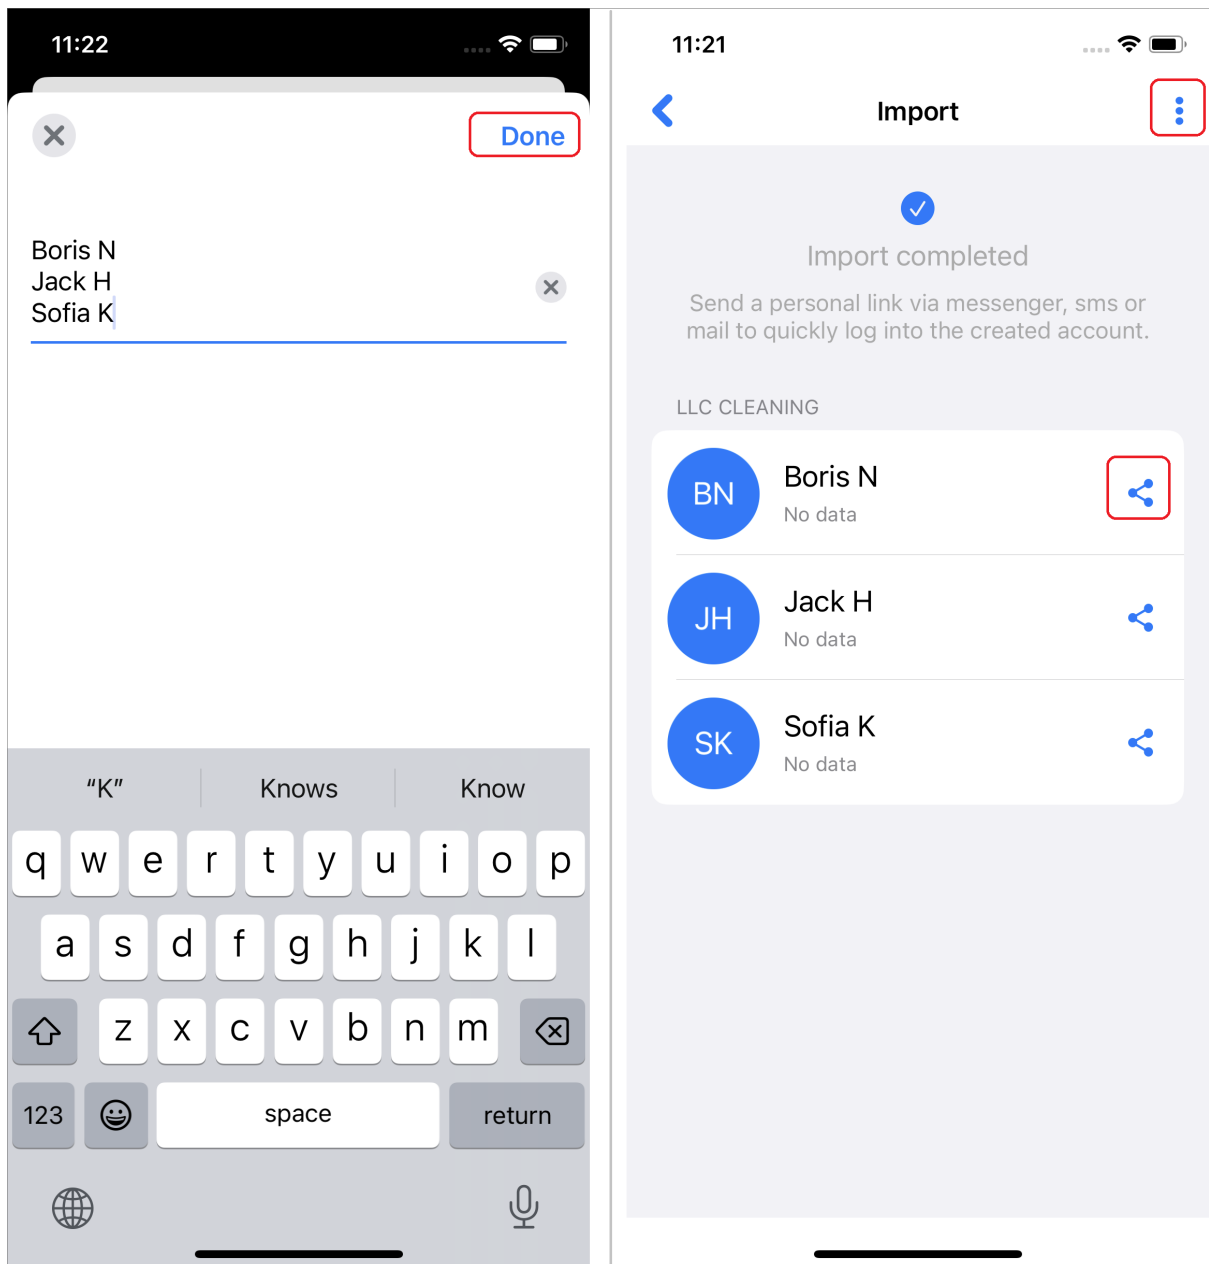 11:22
Done
Boris N
Jack H
Sofia K
“K” Knows Know
q w e r t y u i o p
a s d f g h j k l
z x c v b n m
123 space return
11:21
Import
Import completed
Send a personal link via messenger, sms or
mail to quickly log into the created account.
LLC CLEANING
BN Boris N
No data
JH Jack H
No data
SK Sofia K
No data